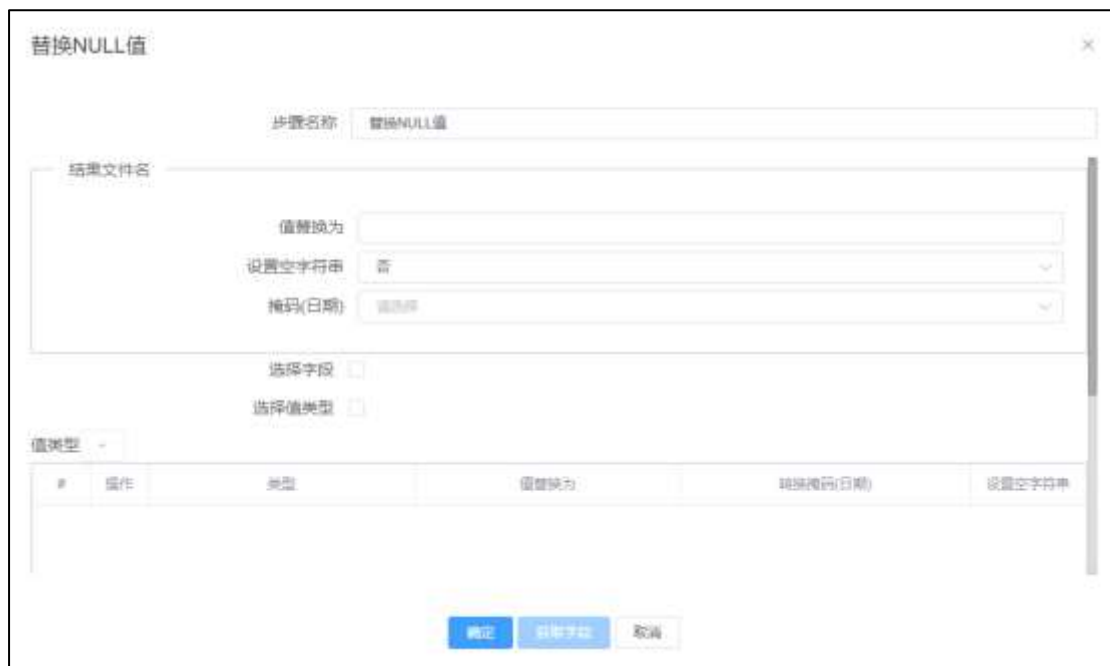 替换NULL值
步骤名称 替换NULL值
结果文件名
值替换为
设置空字符串 否
掩码(日期) 请选择
选择字段
选择值类型
值类型
# 操作 类型 值替换为 转换掩码(日期) 设置空字符串
确定 获取字段 取消